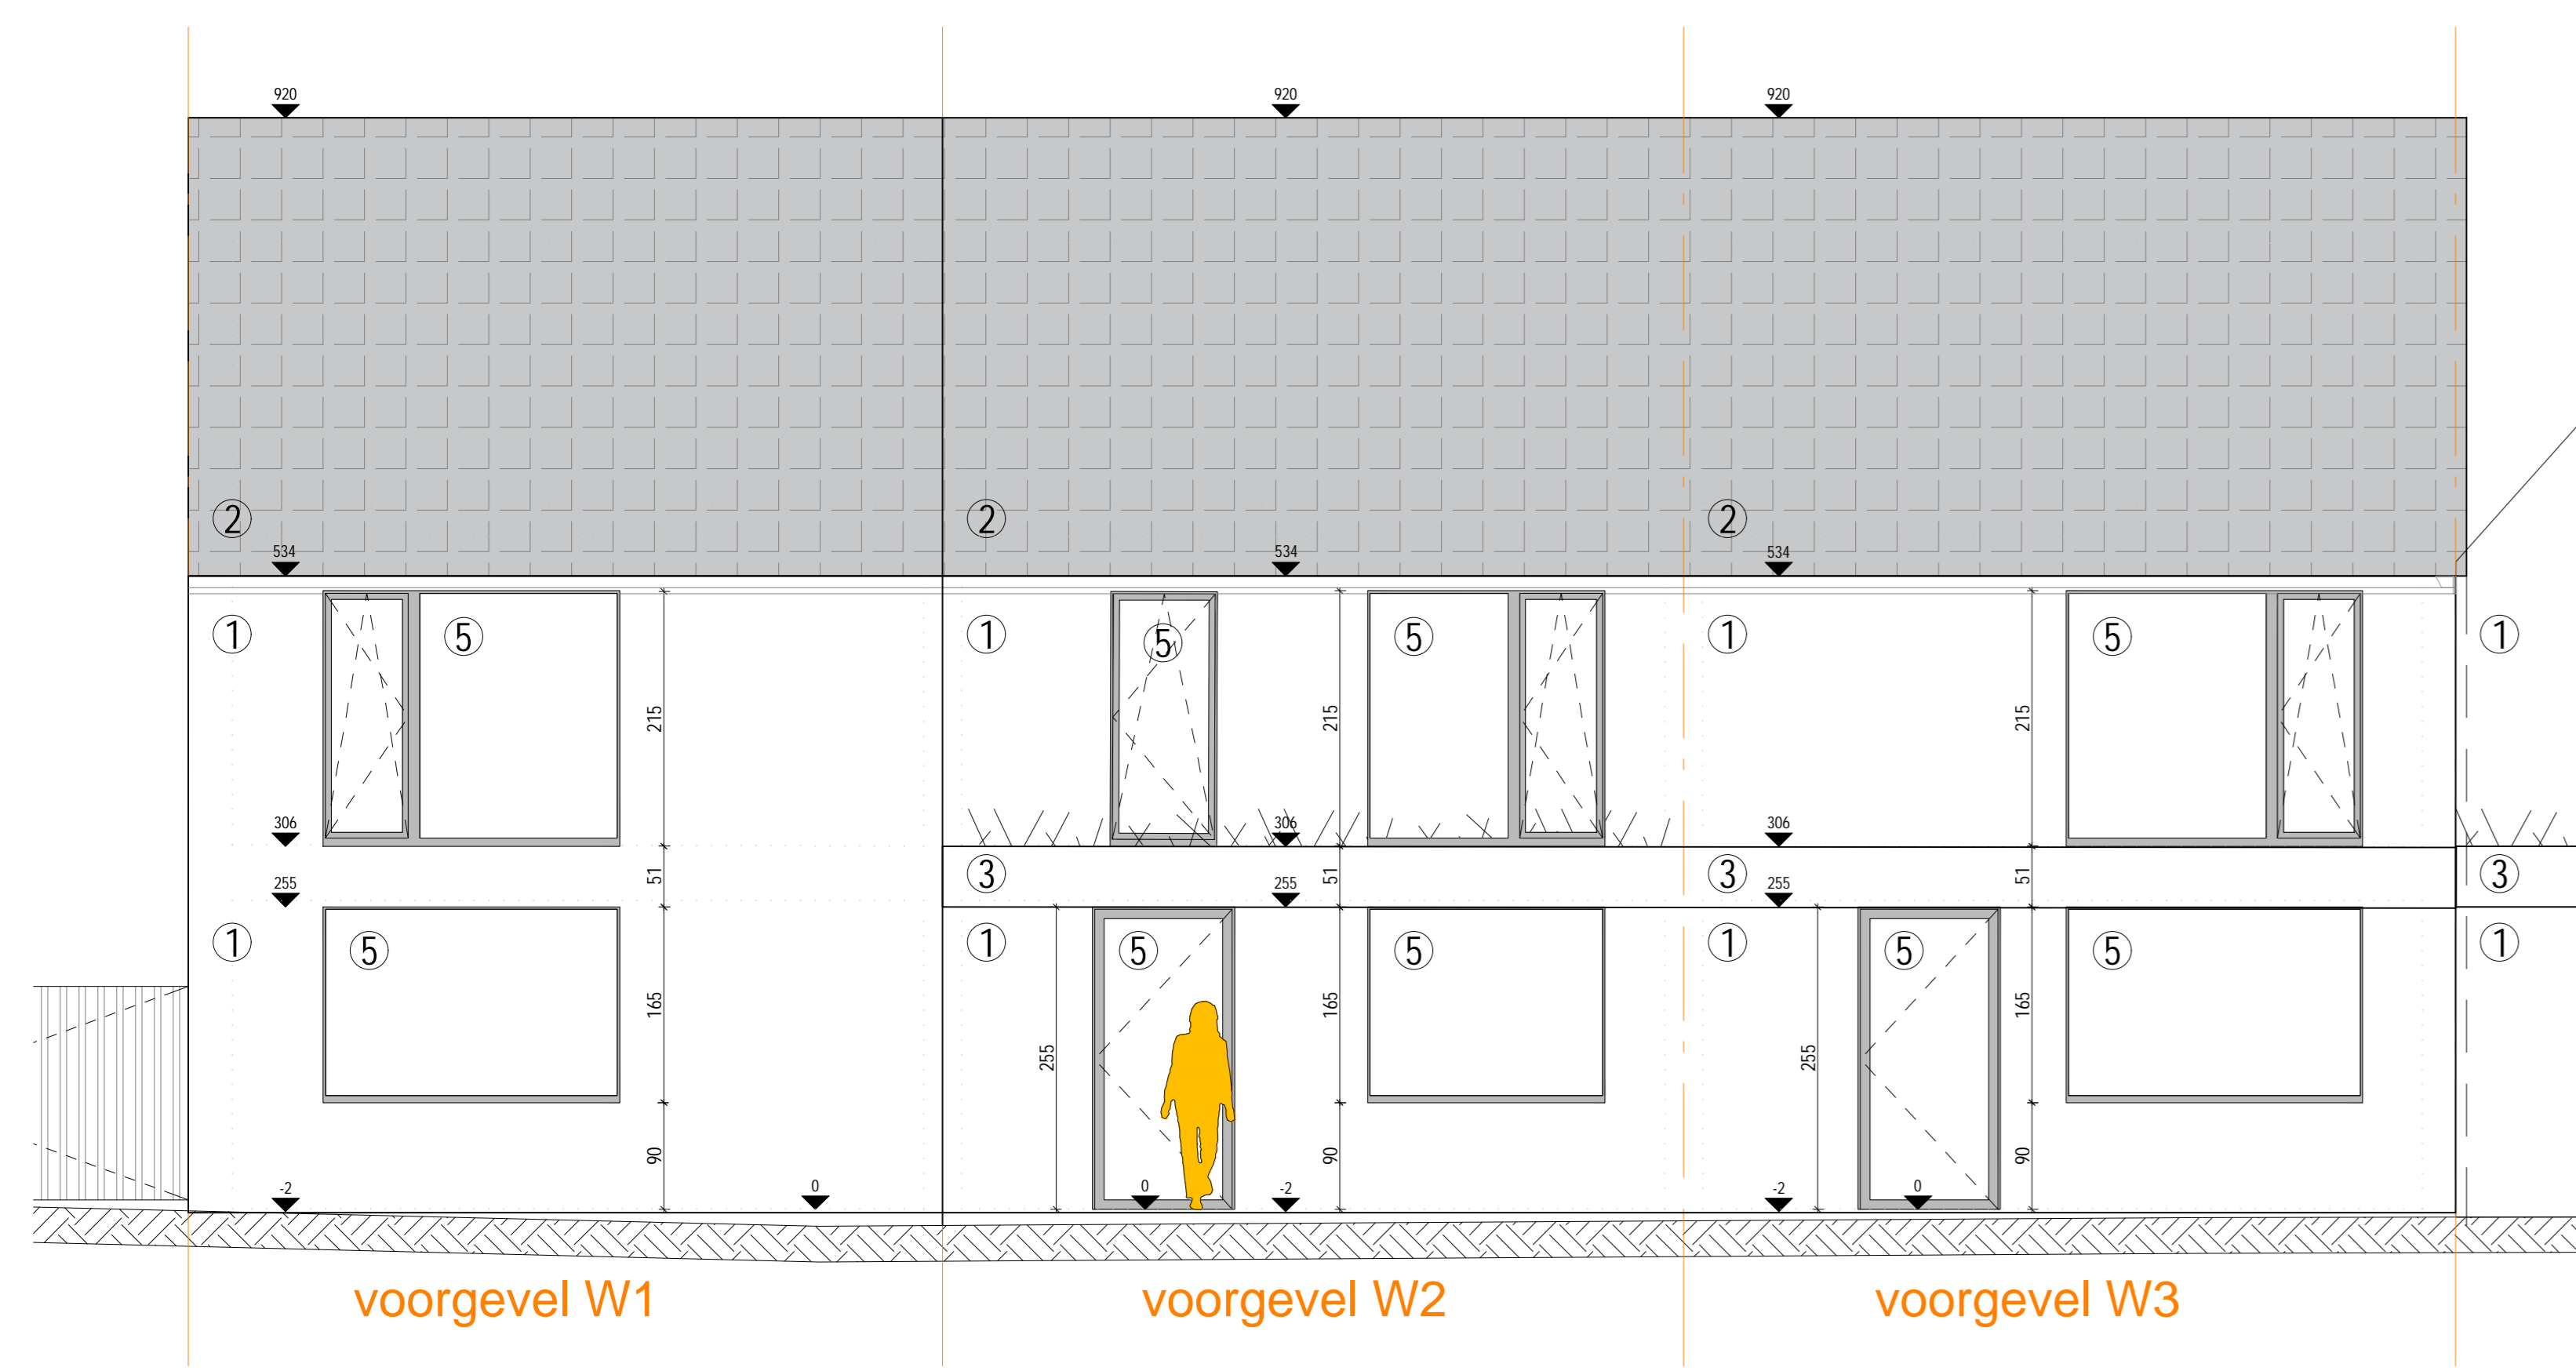 920 920 920
② ② ②
534 534 534
① ⑤ ① ⑤ ⑤ ① ⑤ ①
215 215 215
306 306 306
51 ③ 51 ③ 51 ③
255 255 255
① ⑤ ① ⑤ ⑤ ① ⑤ ⑤ ①
165 165 165
255 255
90 90 90
-2 0 0 -2 -2 0
voorgevel W1 voorgevel W2 voorgevel W3